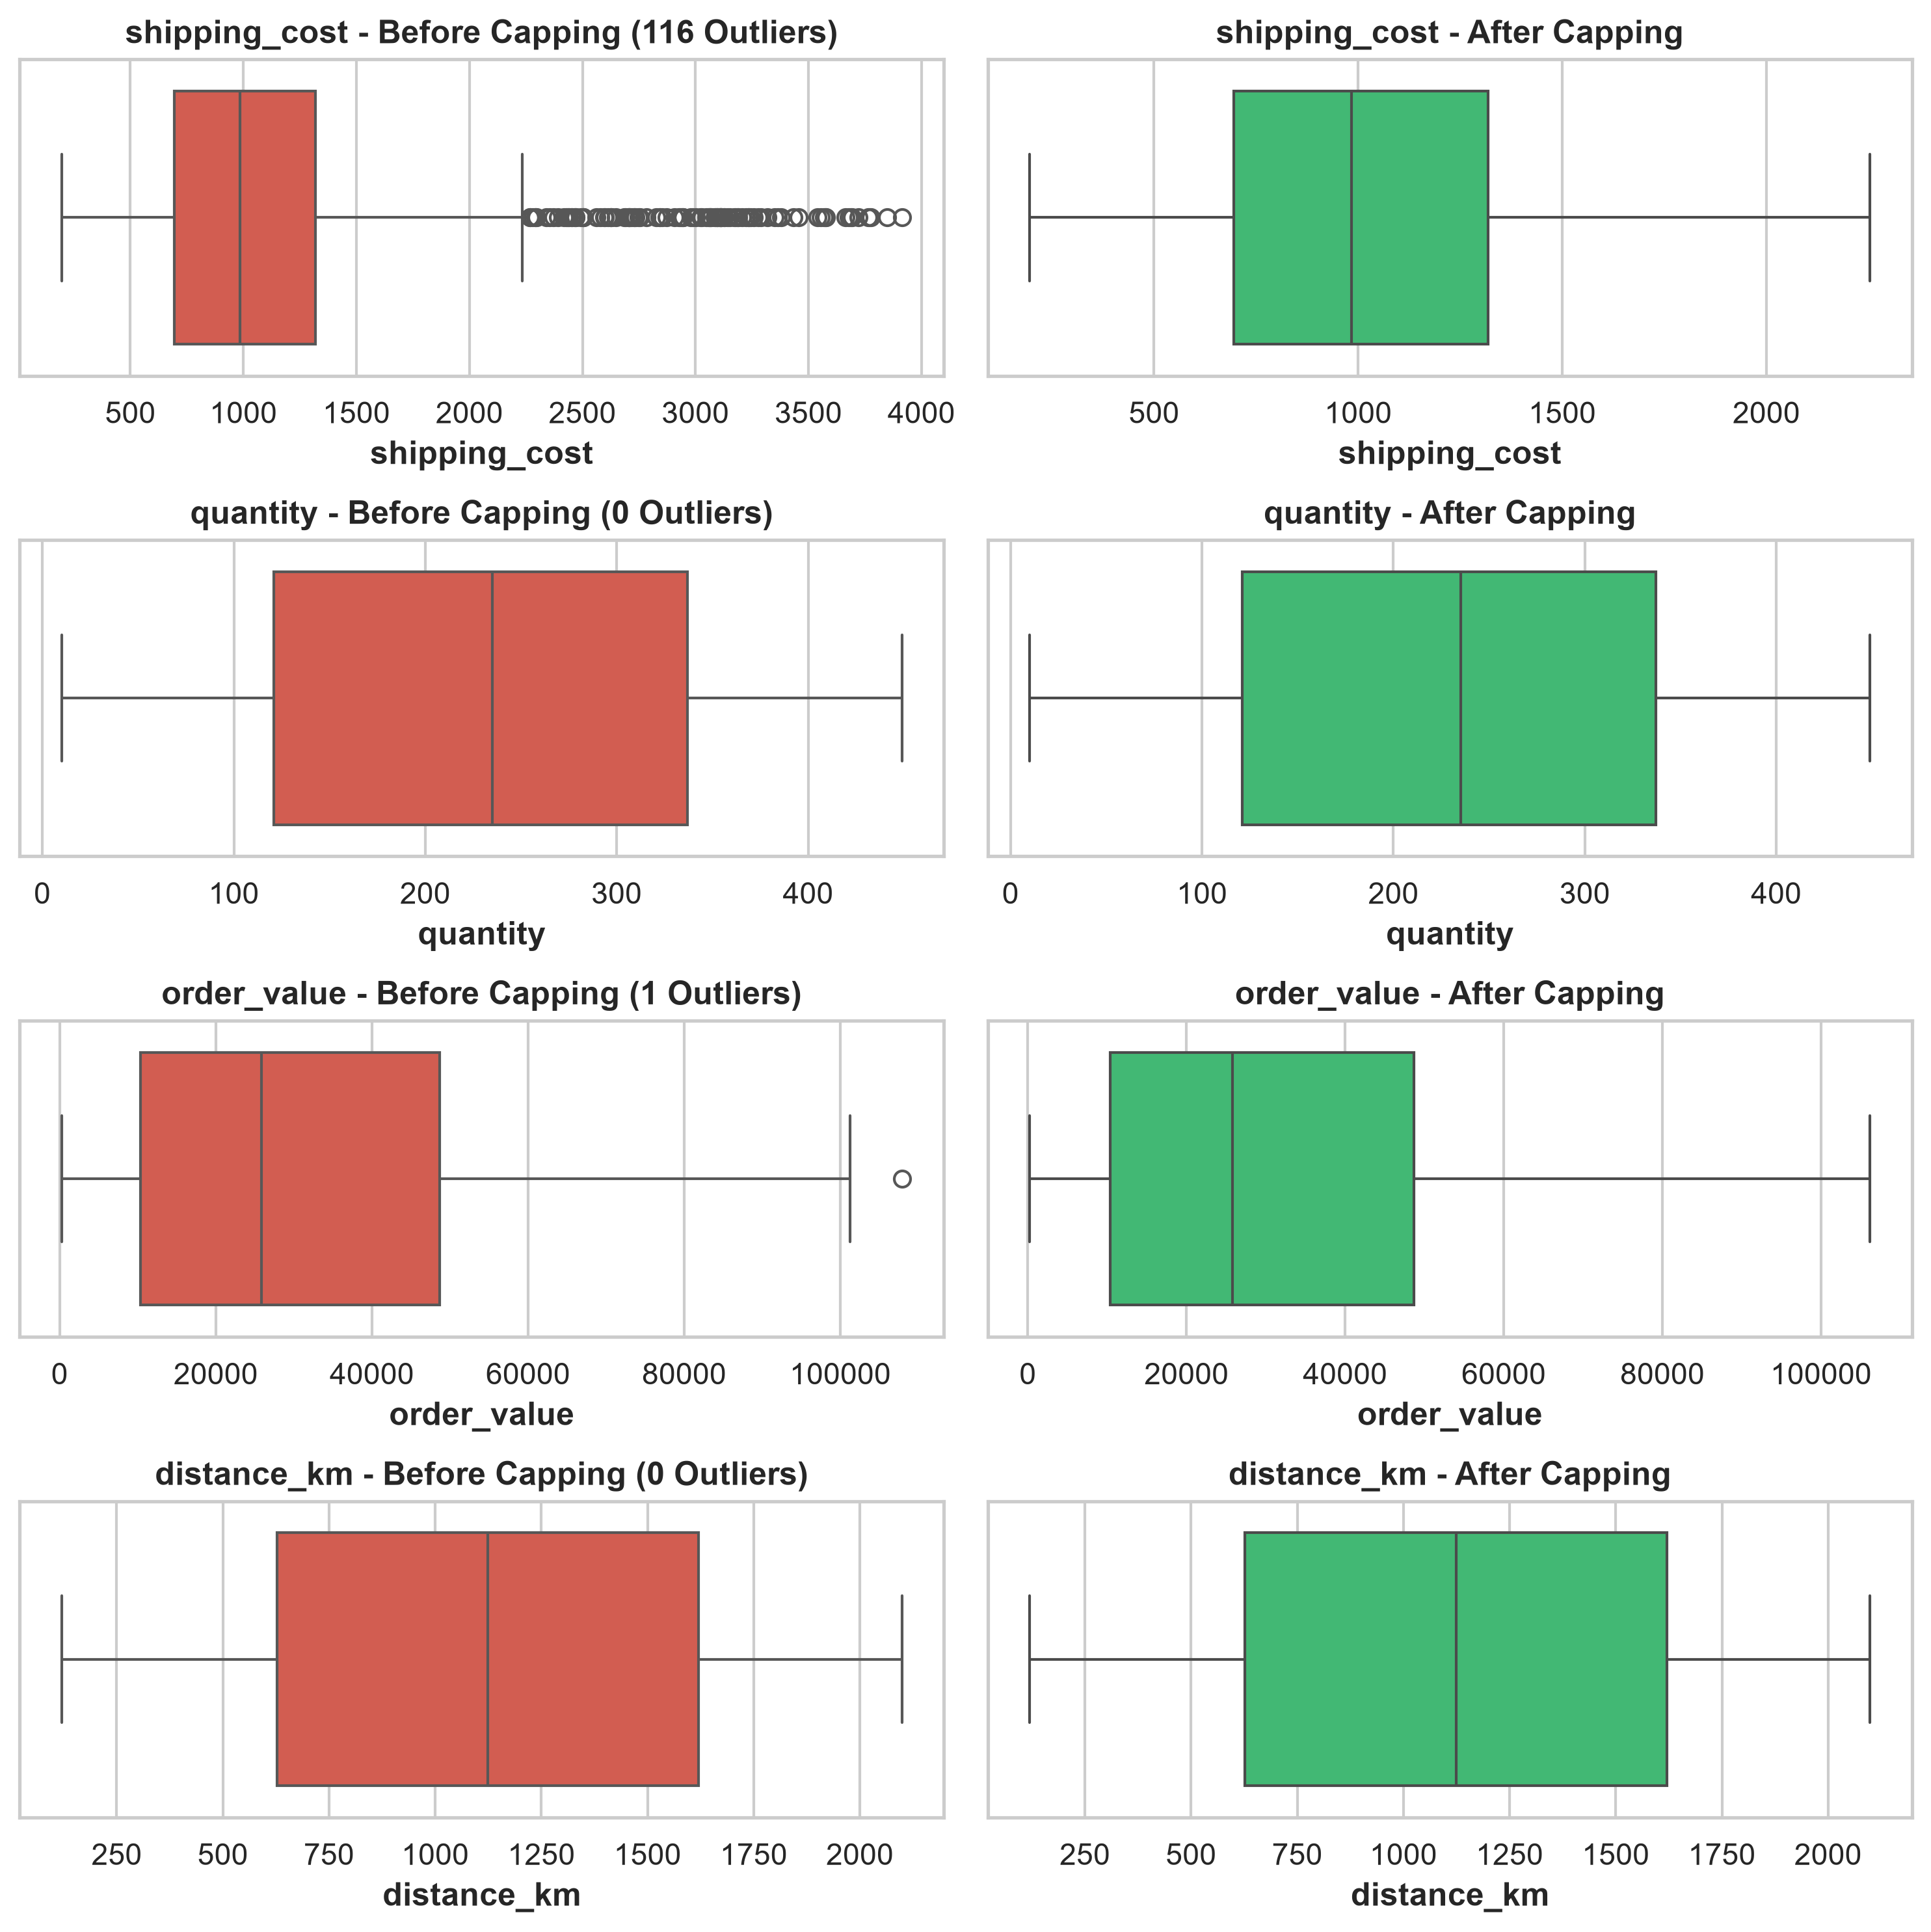 shipping_cost - Before Capping (116 Outliers)
500 1000 1500 2000 2500 3000 3500 4000
shipping_cost
shipping_cost - After Capping
500 1000 1500 2000
shipping_cost
quantity - Before Capping (0 Outliers)
0 100 200 300 400
quantity
quantity - After Capping
0 100 200 300 400
quantity
order_value - Before Capping (1 Outliers)
0 20000 40000 60000 80000 100000
order_value
order_value - After Capping
0 20000 40000 60000 80000 100000
order_value
distance_km - Before Capping (0 Outliers)
250 500 750 1000 1250 1500 1750 2000
distance_km
distance_km - After Capping
250 500 750 1000 1250 1500 1750 2000
distance_km